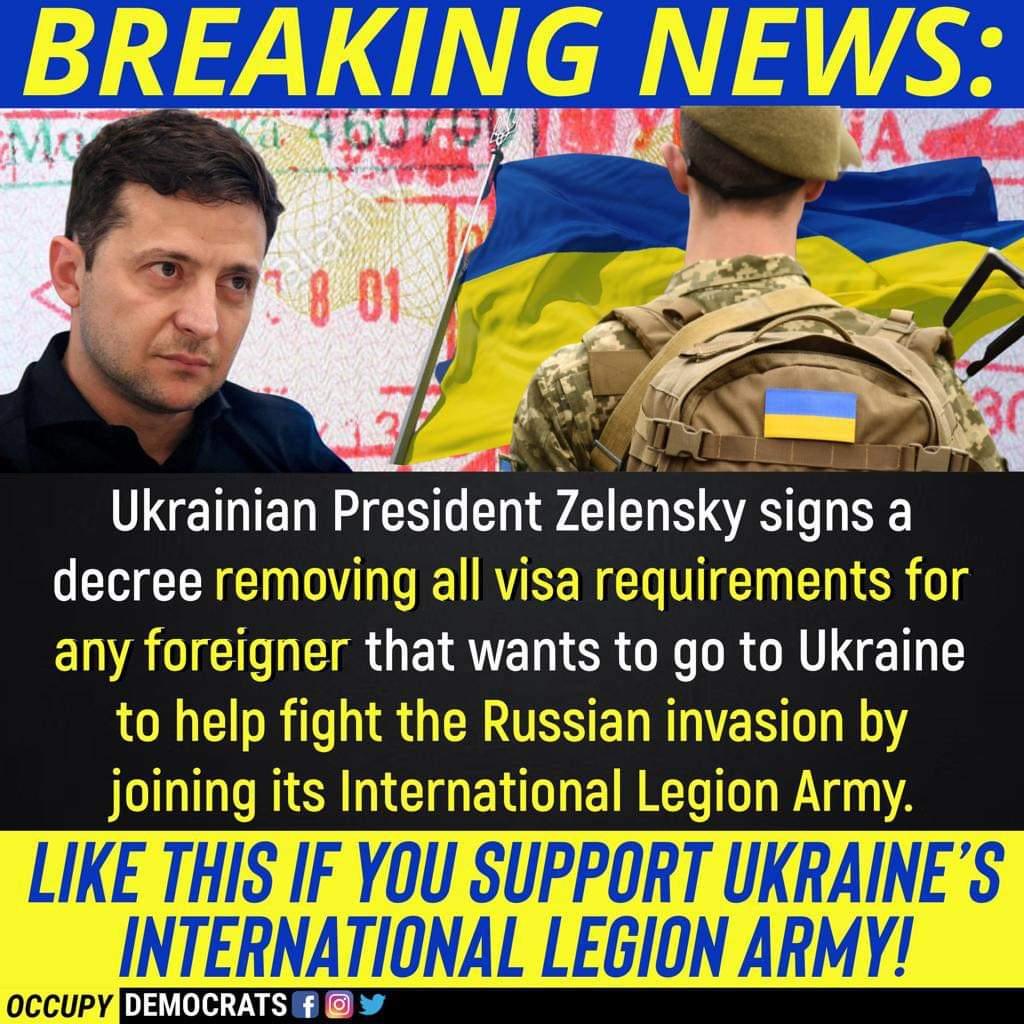 BREAKING NEWS:
8 01
Ukrainian President Zelensky signs a
decree removing all visa requirements for
any foreigner that wants to go to Ukraine
to help fight the Russian invasion by
joining its International Legion Army.
LIKE THIS IF YOU SUPPORT UKRAINE'S
INTERNATIONAL LEGION ARMY!
OCCUPY DEMOCRATS